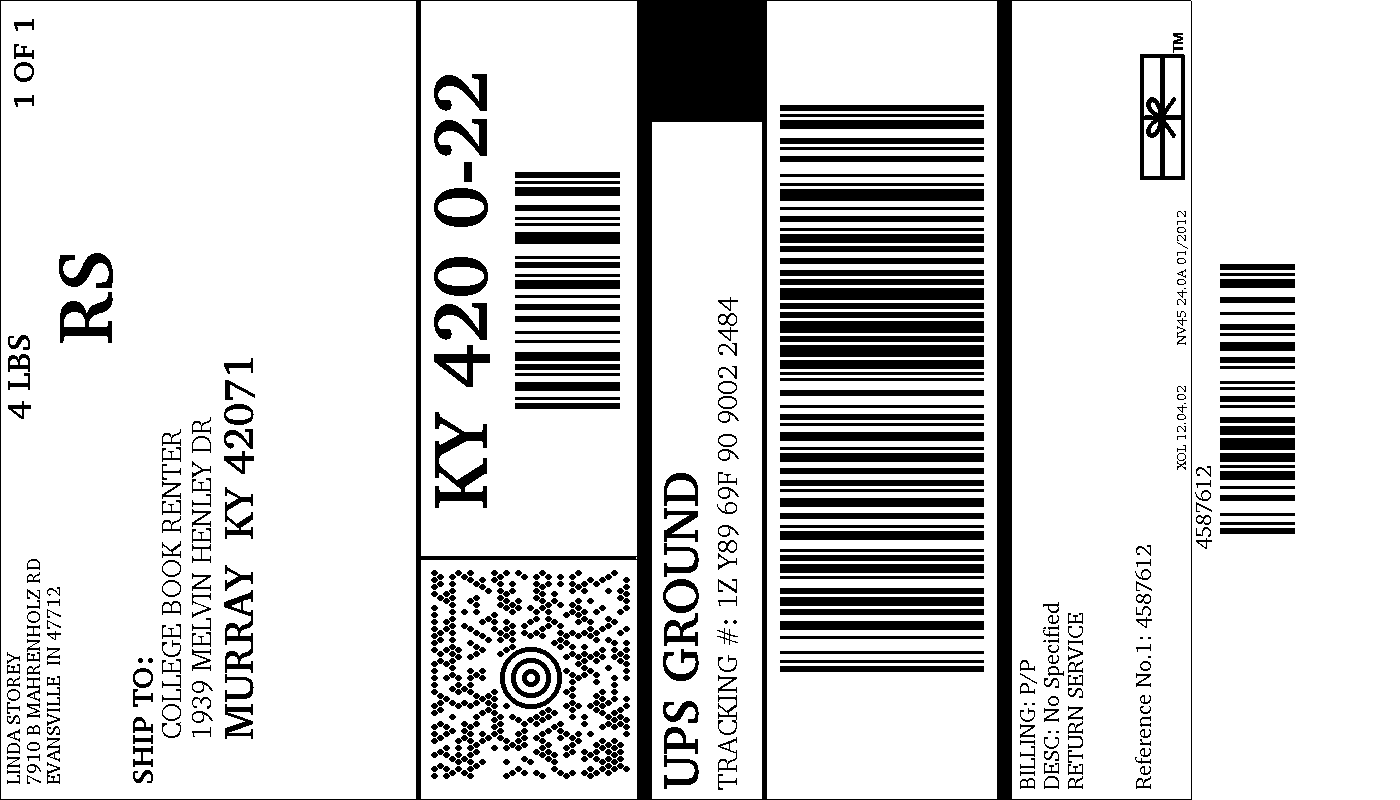 LINDA STOREY
7910 B MAHRENHOLZ RD
EVANSVILLE IN 47712
4 LBS
1 OF 1
RS
SHIP TO:
COLLEGE BOOK RENTER
1939 MELVIN HENLEY DR
MURRAY KY 42071
KY 420 0-22
UPS GROUND
TRACKING #: 1Z Y89 69F 90 9002 2484
BILLING: P/P
DESC: No Specified
RETURN SERVICE
Reference No.1: 4587612
XOL 12.04.02
NV45 24.0A 01/2012
TM
4587612